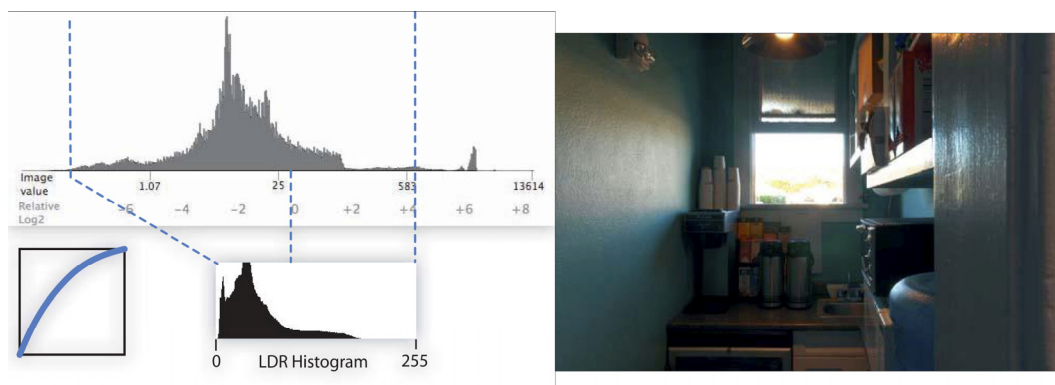 Image
value
1.07 25 583 13614
Relative
Log2
-6 -4 -2 0 +2 +4 +6 +8
0 LDR Histogram 255